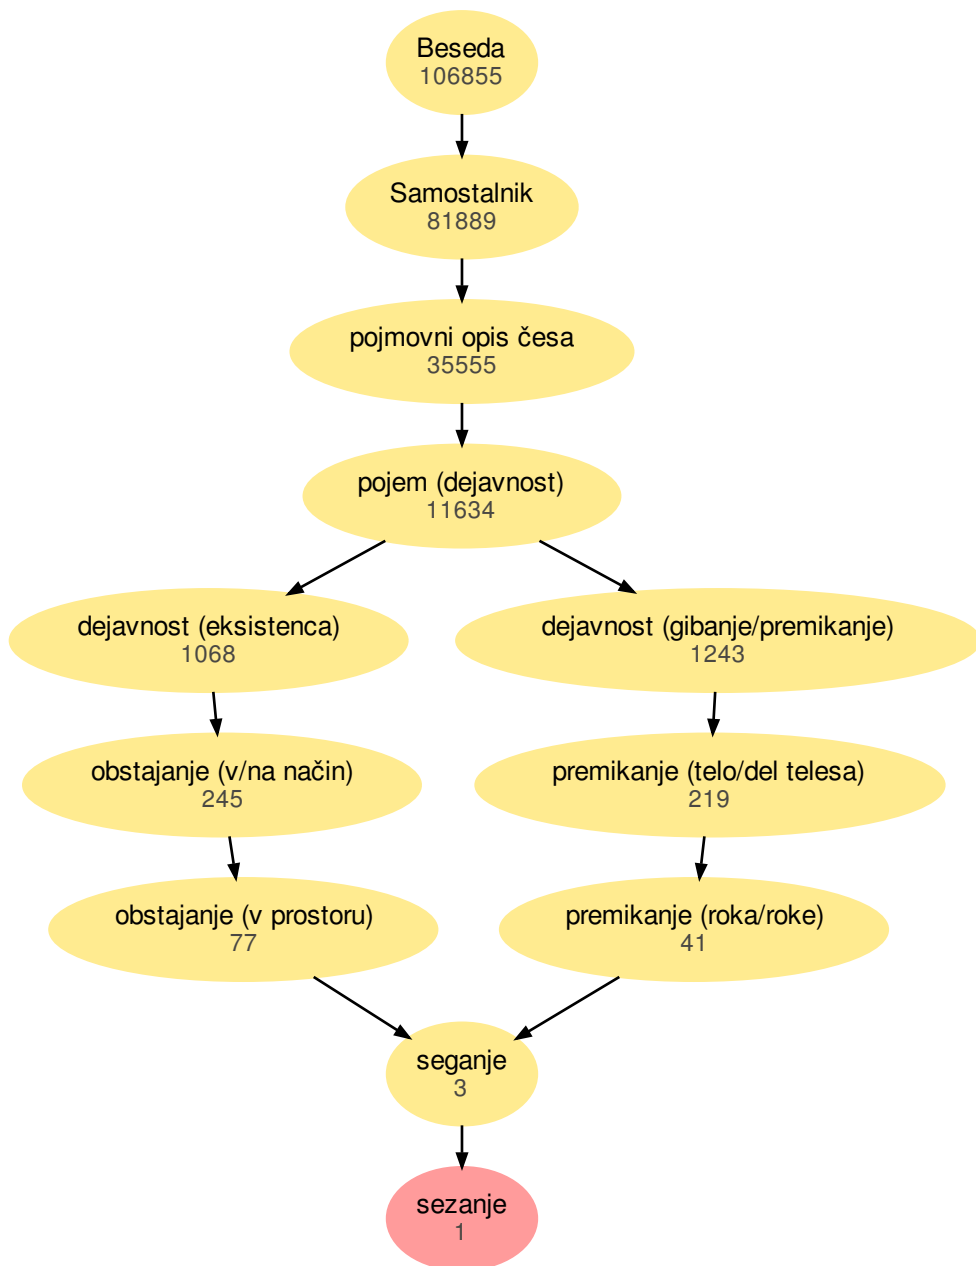 Beseda
106855
Samostalnik
81889
pojmovni opis česa
35555
pojem (dejavnost)
11634
dejavnost (eksistenca)
1068
dejavnost (gibanje/premikanje)
1243
obstajanje (v/na način)
245
premikanje (telo/del telesa)
219
obstajanje (v prostoru)
77
premikanje (roka/roke)
41
seganje
3
sezanje
1